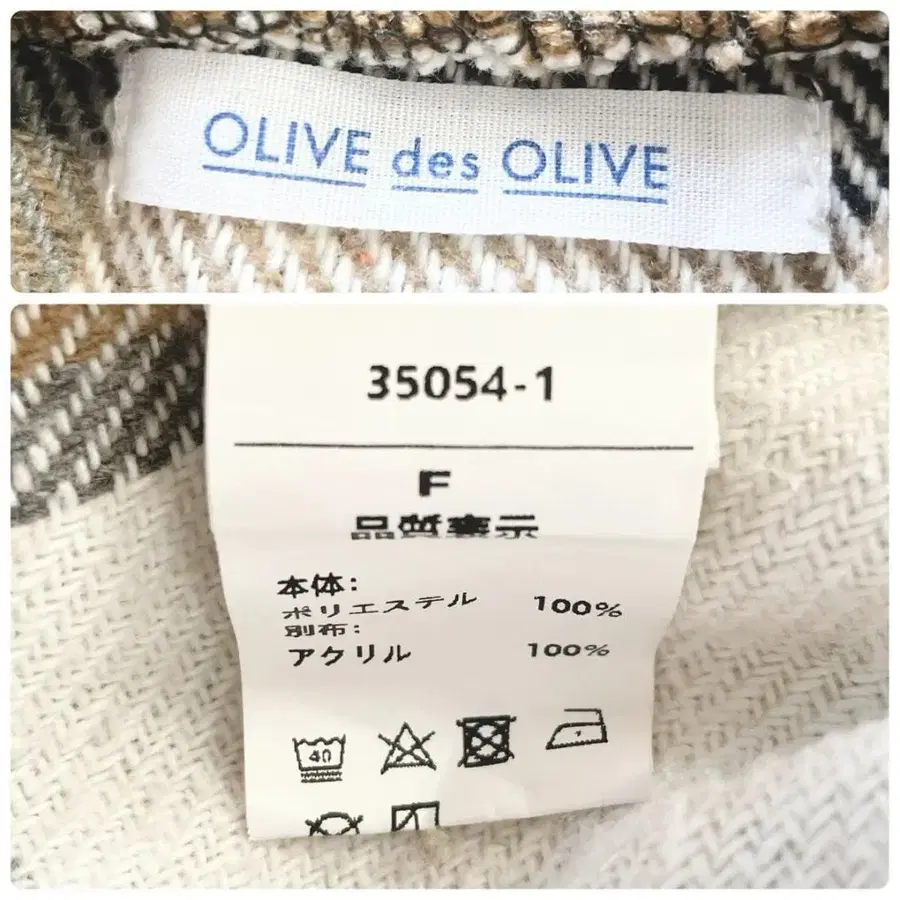 OLIVE des OLIVE
35054-1
F
品質表示
本体:
ポリエステル 100%
別布:
アクリル 100%
40